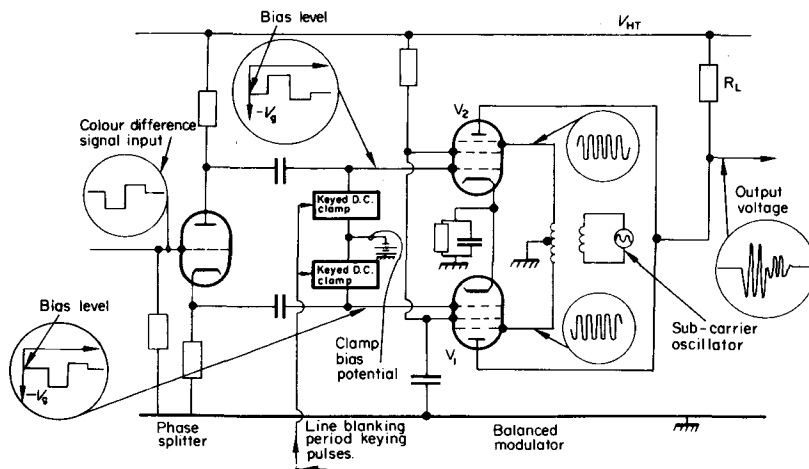 Bias level
V_HT
R_L
-V_g
V_2
Colour difference
signal input
Keyed D.C.
clamp
Output
voltage
Keyed D.C.
clamp
Bias level
Sub-carrier
oscillator
Clamp
bias
potential
V_1
-V_g
Phase
splitter
Line blanking
period keying
pulses.
Balanced
modulator